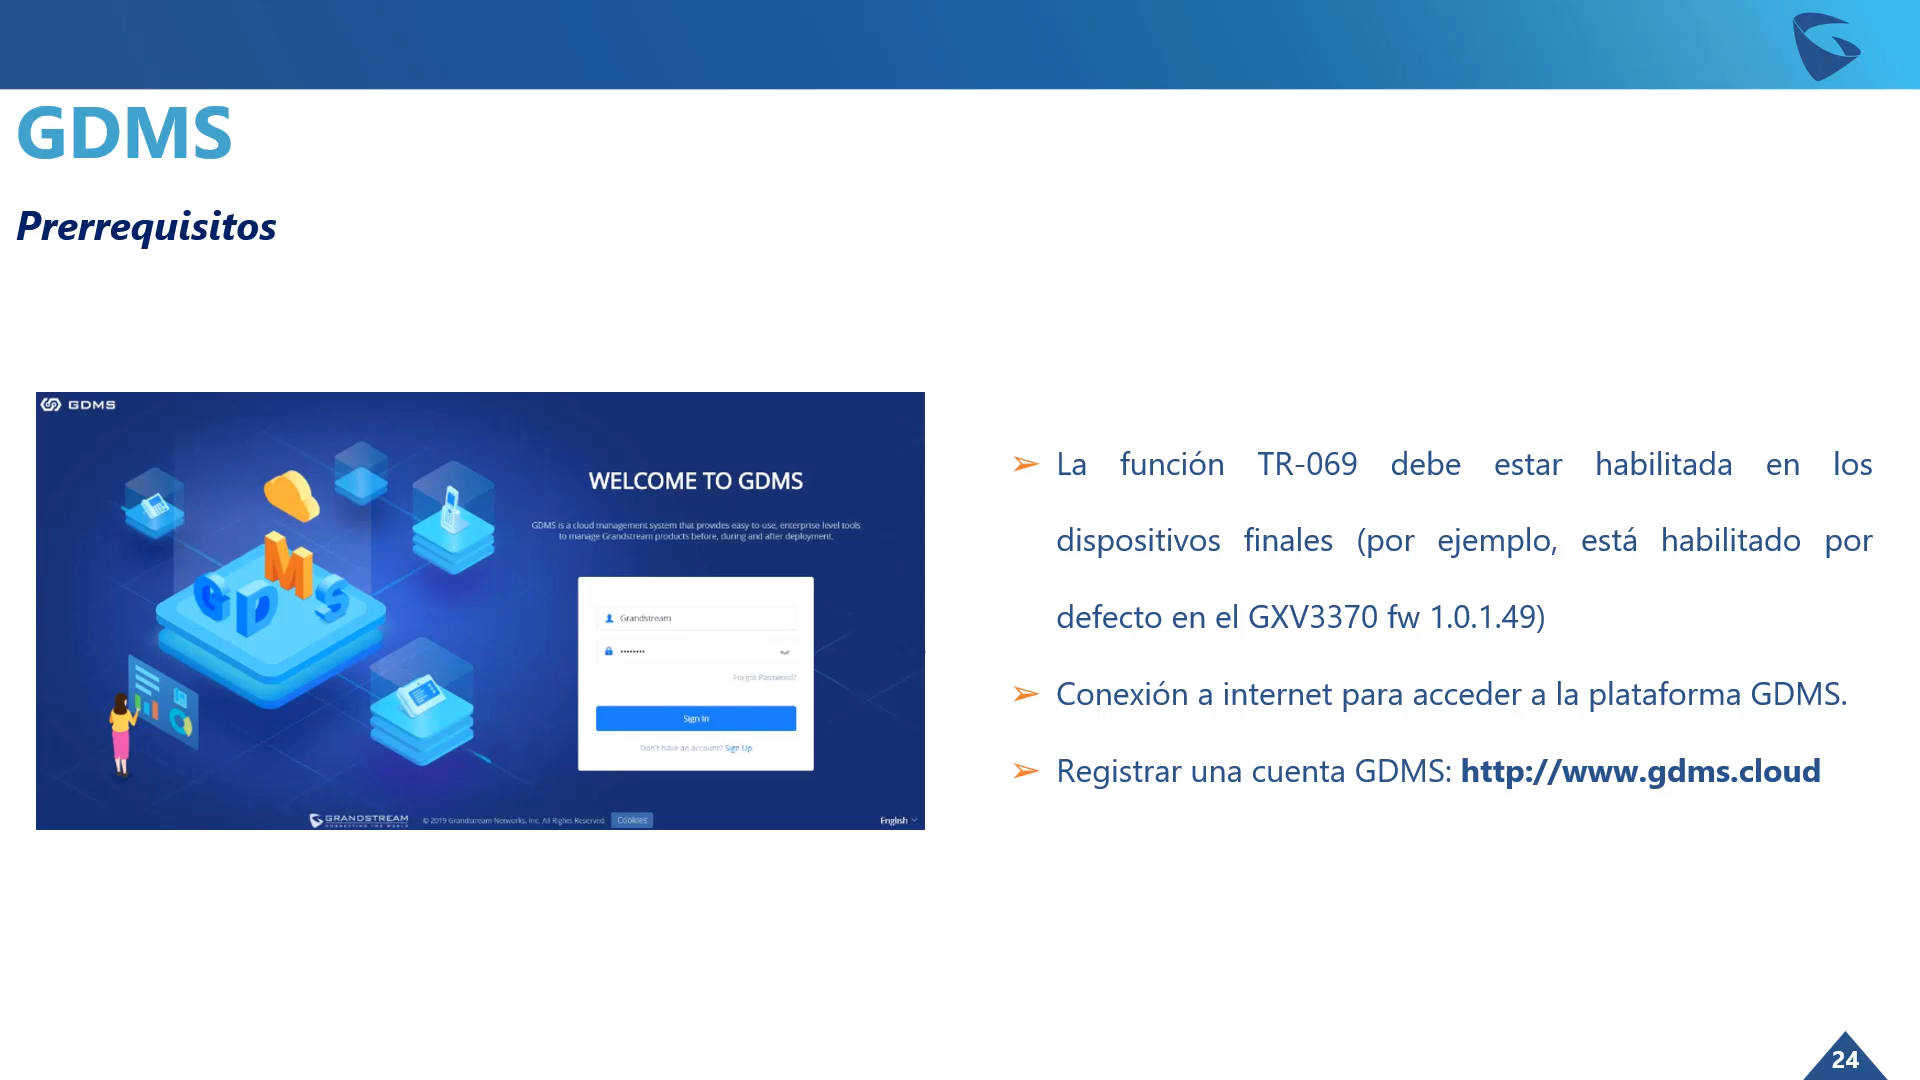 GDMS
Prerrequisitos
GDMS
GDMS
WELCOME TO GDMS
GDMS is a cloud management system that provides easy to use, enterprise level tools
to manage Grandstream products before, during and after deployment.
Grandstream
••••••••
Forgot Password?
Sign In
Don't have an account? Sign Up
GRANDSTREAM
CONNECTING THE WORLD
© 2019 Grandstream Networks, Inc. All Rights Reserved.
Cookies
English
➢ La función TR-069 debe estar habilitada en los
dispositivos finales (por ejemplo, está habilitado por
defecto en el GXV3370 fw 1.0.1.49)
➢ Conexión a internet para acceder a la plataforma GDMS.
➢ Registrar una cuenta GDMS: http://www.gdms.cloud
24